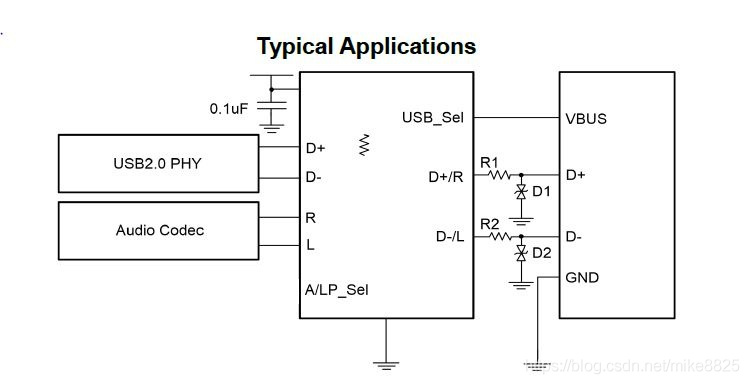 Typical Applications
0.1uF
USB_Sel
VBUS
USB2.0 PHY
D+
D-
D+/R
R1
D1
D+
Audio Codec
R
L
D-/L
R2
D2
D-
GND
A/LP_Sel
https://blog.csdn.net/mike8825